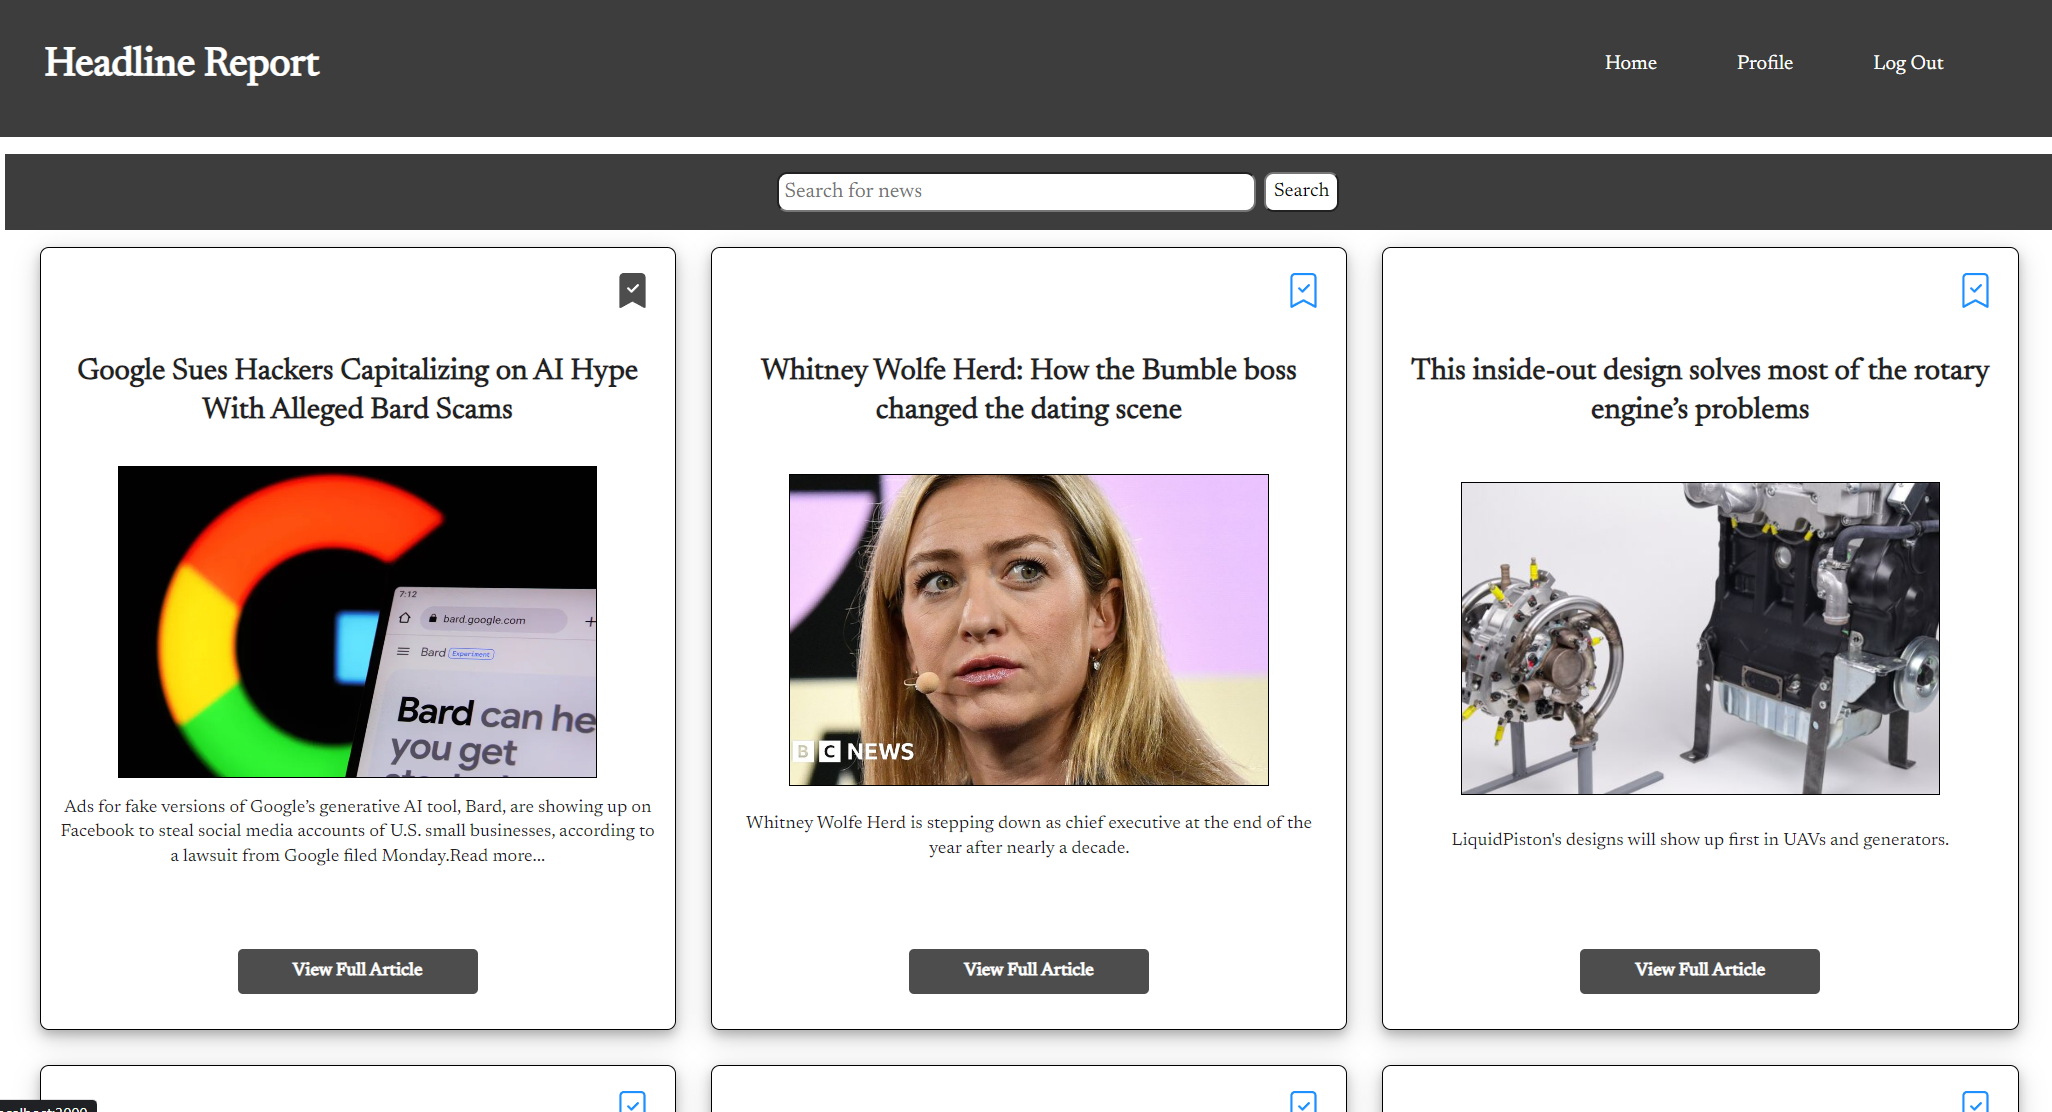 Headline Report
Home
Profile
Log Out
Search for news
Search
Google Sues Hackers Capitalizing on AI Hype
With Alleged Bard Scams
7:12
bard.google.com
Bard Experiment
Bard can he
you get
Ads for fake versions of Google’s generative AI tool, Bard, are showing up on
Facebook to steal social media accounts of U.S. small businesses, according to
a lawsuit from Google filed Monday.Read more...
View Full Article
Whitney Wolfe Herd: How the Bumble boss
changed the dating scene
BC NEWS
Whitney Wolfe Herd is stepping down as chief executive at the end of the
year after nearly a decade.
View Full Article
This inside-out design solves most of the rotary
engine’s problems
LiquidPiston's designs will show up first in UAVs and generators.
View Full Article